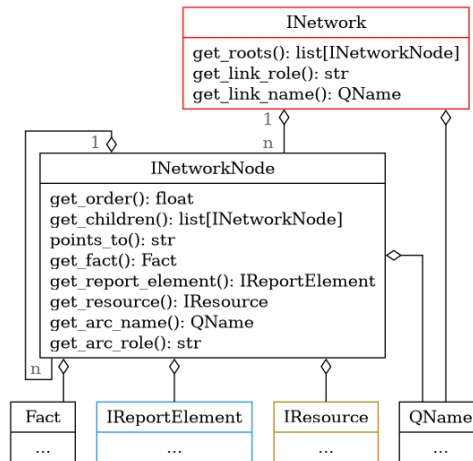 INetwork
get_roots(): list[INetworkNode]
get_link_role(): str
get_link_name(): QName
1
n
1
INetworkNode
get_order(): float
get_children(): list[INetworkNode]
points_to(): str
get_fact(): Fact
get_report_element(): IReportElement
get_resource(): IResource
get_arc_name(): QName
get_arc_role(): str
n
Fact
...
IReportElement
...
IResource
...
QName
...